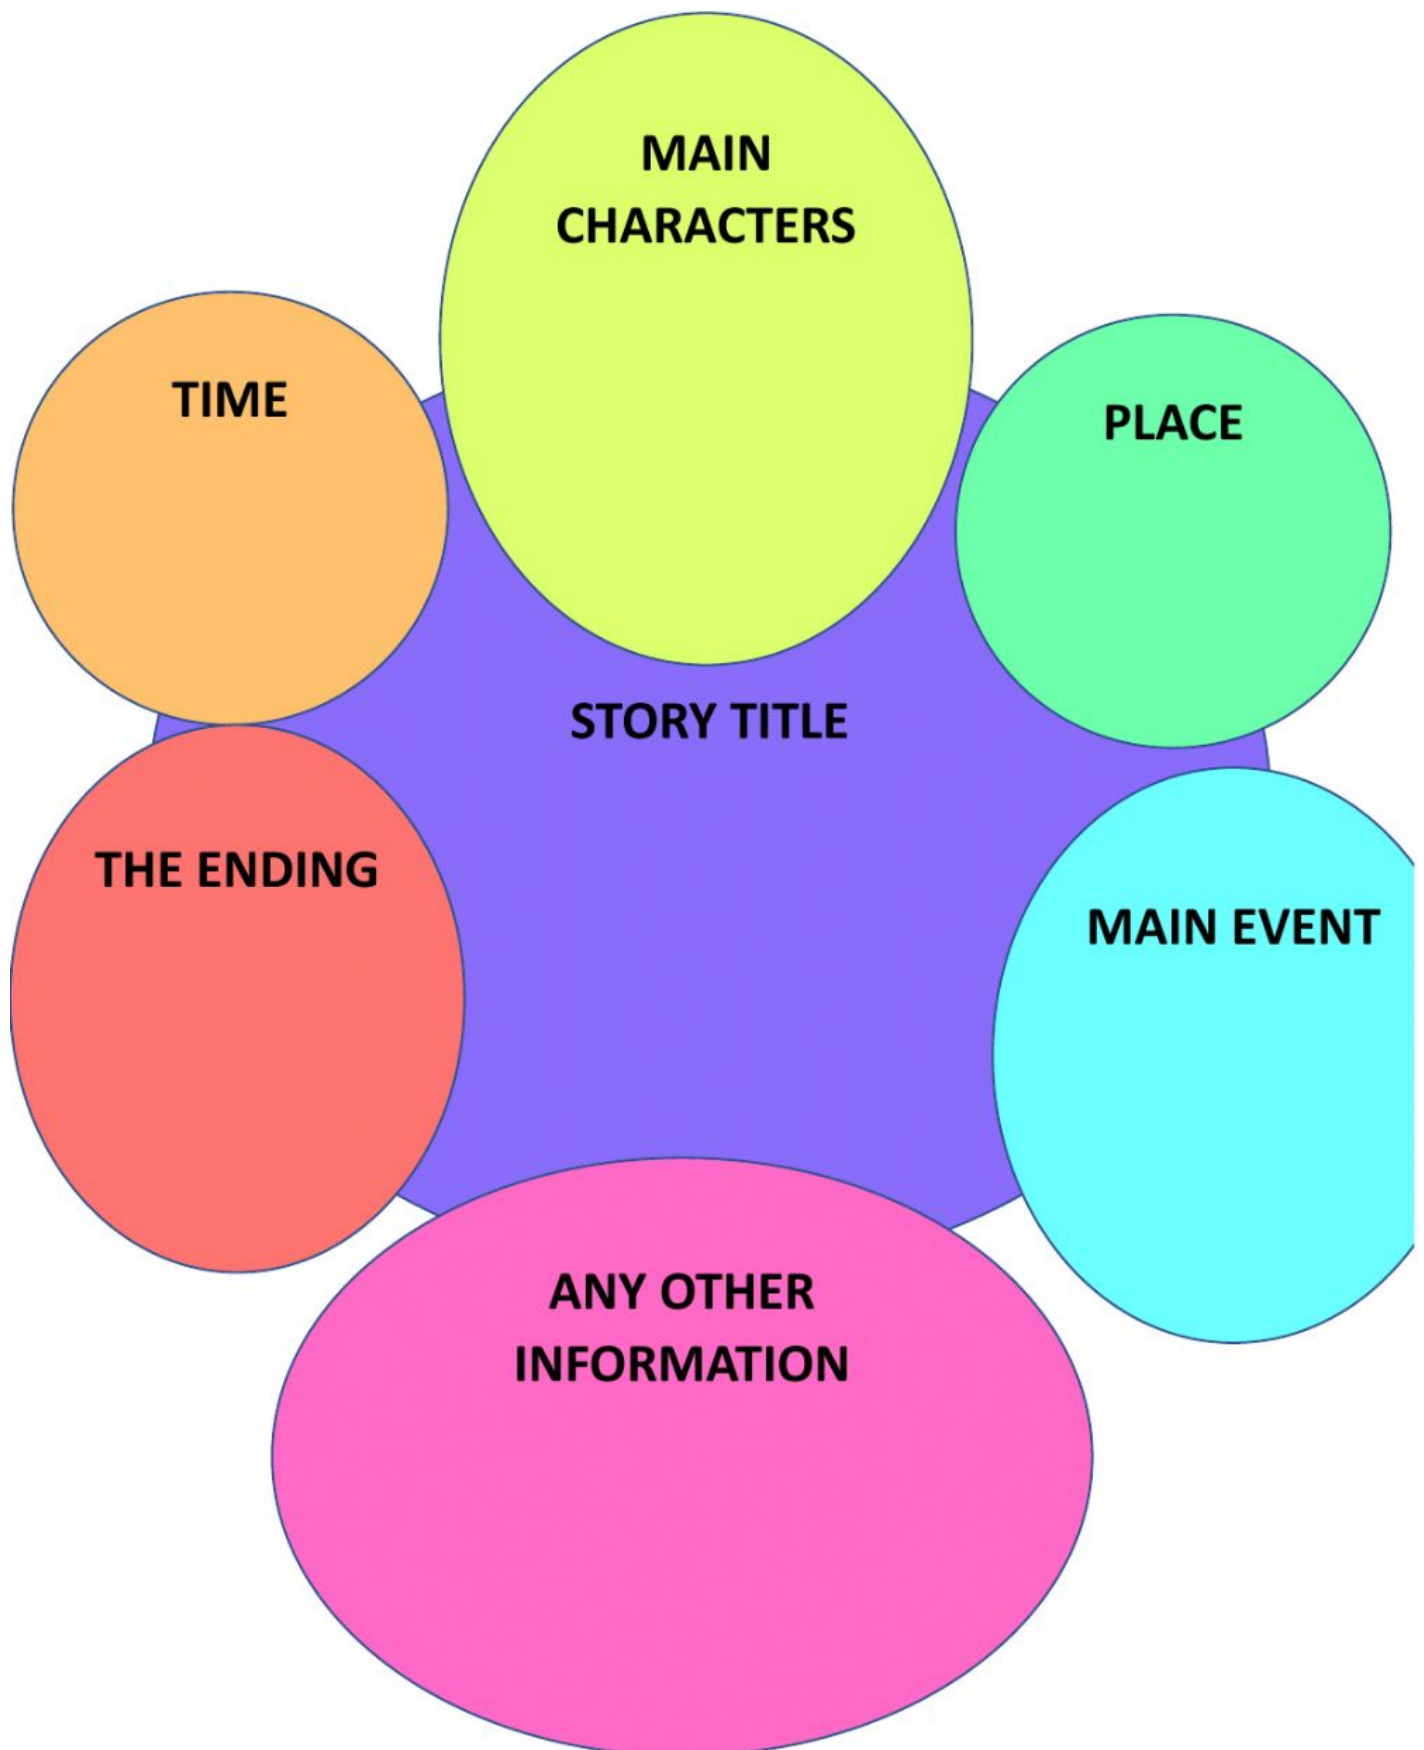 MAIN
CHARACTERS
TIME
PLACE
STORY TITLE
THE ENDING
MAIN EVENT
ANY OTHER
INFORMATION